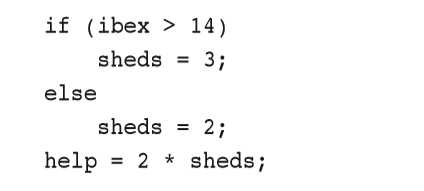 if (ibex > 14)
    sheds = 3;
else
    sheds = 2;
help = 2 * sheds;